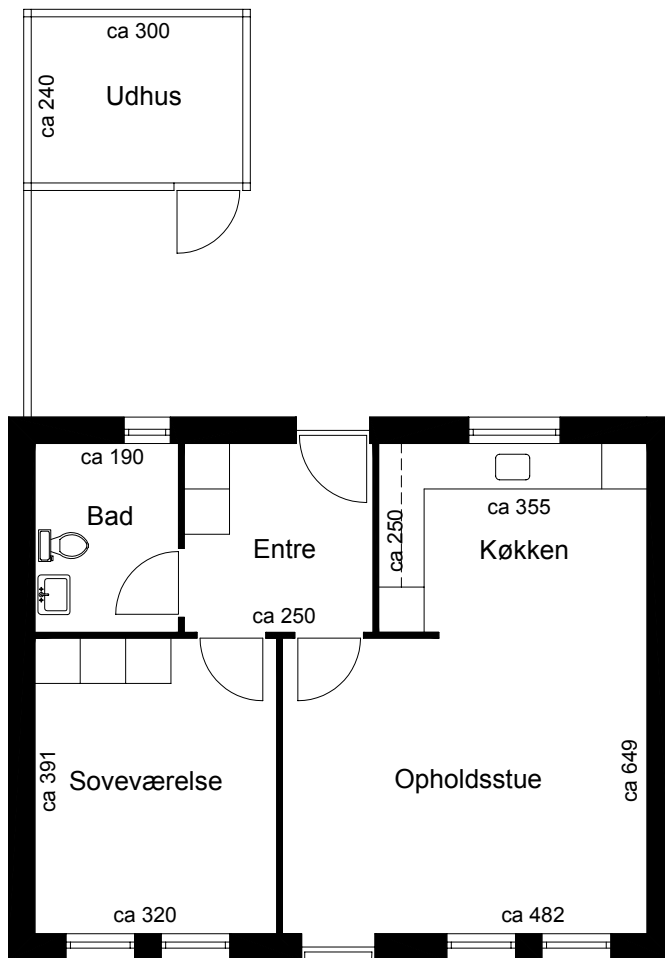 ca 300
ca 240
Udhus
ca 190
Bad
Entre
ca 250
ca 250
ca 355
Køkken
ca 391
Soveværelse
ca 320
Opholdsstue
ca 649
ca 482